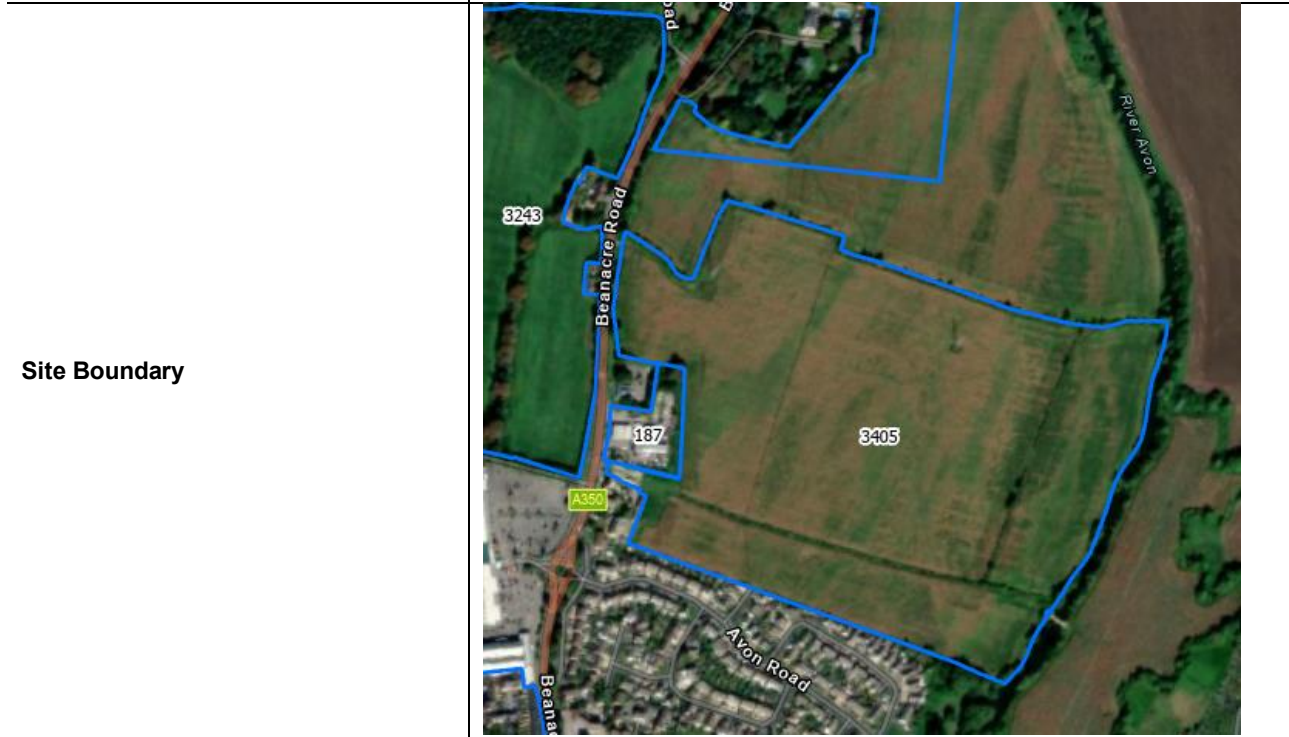 Site Boundary
River Avon
3243
Beanacre Road
187
3405
A350
Avon Road